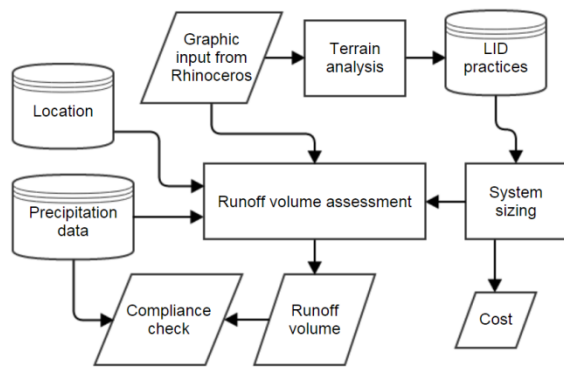 Graphic
input from
Rhinoceros
Terrain
analysis
LID
practices
Location
Precipitation
data
Runoff volume assessment
System
sizing
Compliance
check
Runoff
volume
Cost